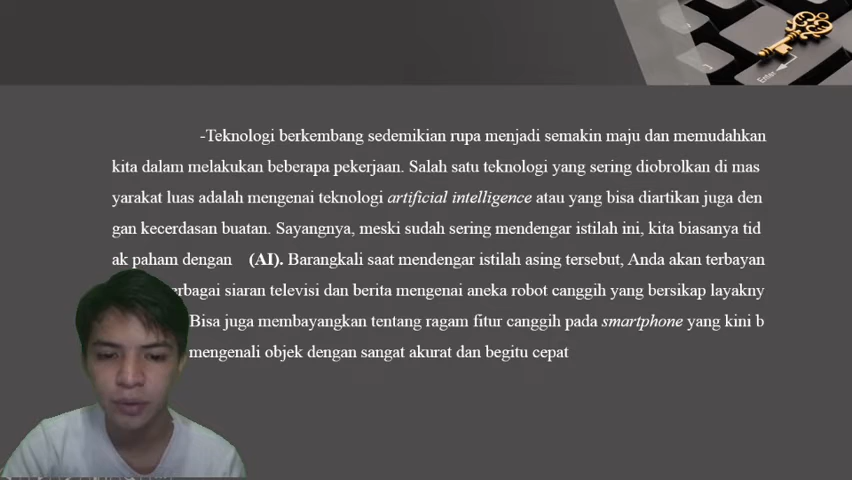 -Teknologi berkembang sedemikian rupa menjadi semakin maju dan memudahkan
kita dalam melakukan beberapa pekerjaan. Salah satu teknologi yang sering diobrolkan di mas
yarakat luas adalah mengenai teknologi artificial intelligence atau yang bisa diartikan juga den
gan kecerdasan buatan. Sayangnya, meski sudah sering mendengar istilah ini, kita biasanya tid
ak paham dengan (AI). Barangkali saat mendengar istilah asing tersebut, Anda akan terbayan
siaran televisi dan berita mengenai aneka robot canggih yang bersikap layakny
Bisa juga membayangkan tentang ragam fitur canggih pada smartphone yang kini b
mengenali objek dengan sangat akurat dan begitu cepat
Enter